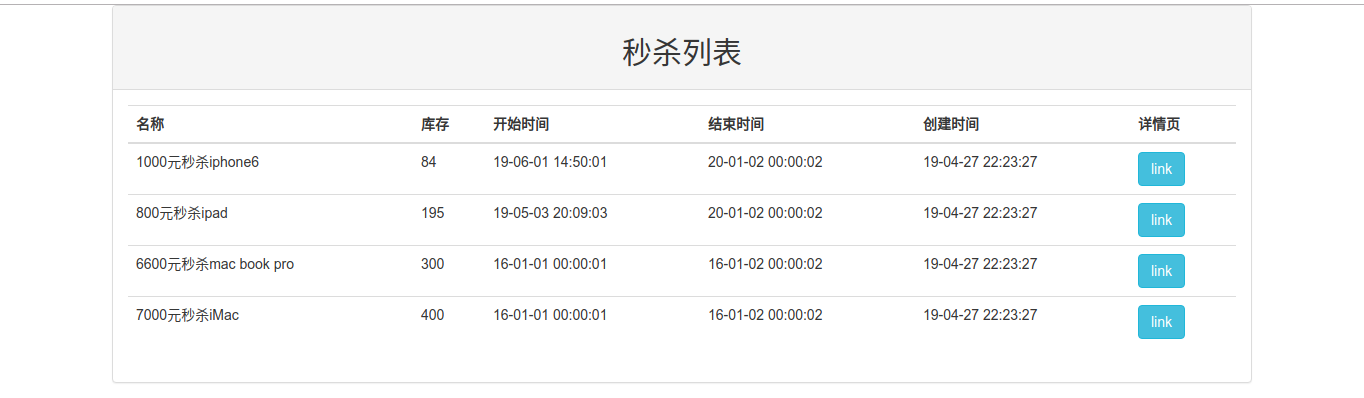 秒杀列表
名称 库存 开始时间 结束时间 创建时间 详情页
1000元秒杀iphone6 84 19-06-01 14:50:01 20-01-02 00:00:02 19-04-27 22:23:27 link
800元秒杀ipad 195 19-05-03 20:09:03 20-01-02 00:00:02 19-04-27 22:23:27 link
6600元秒杀mac book pro 300 16-01-01 00:00:01 16-01-02 00:00:02 19-04-27 22:23:27 link
7000元秒杀iMac 400 16-01-01 00:00:01 16-01-02 00:00:02 19-04-27 22:23:27 link